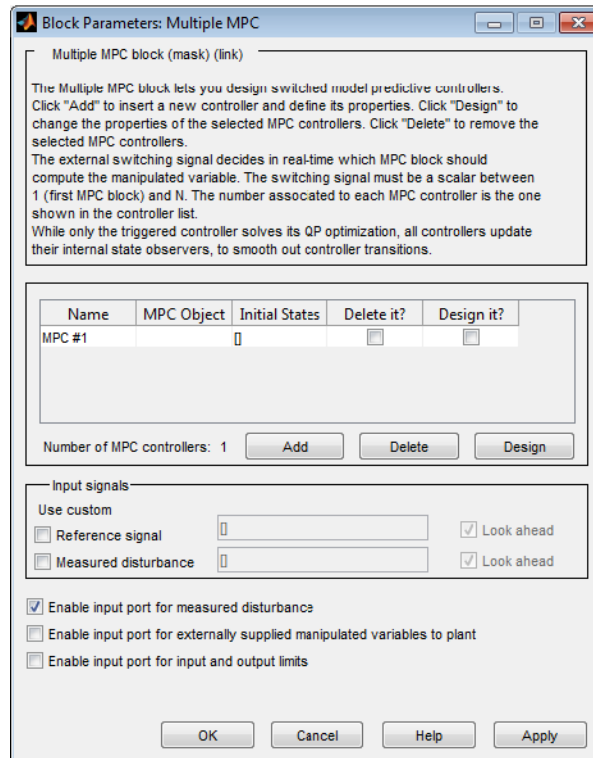 Block Parameters: Multiple MPC
Multiple MPC block (mask) (link)
The Multiple MPC block lets you design switched model predictive controllers.
Click "Add" to insert a new controller and define its properties. Click "Design" to
change the properties of the selected MPC controllers. Click "Delete" to remove the
selected MPC controllers.
The external switching signal decides in real-time which MPC block should
compute the manipulated variable. The switching signal must be a scalar between
1 (first MPC block) and N. The number assocated to each MPC controller is the one
shown in the controller list.
While only the triggered controller solves its QP optimization, all controllers update
their internal state observers, to smooth out controller transitions.
Name MPC Object Initial States Delete it? Design it?
MPC #1 []
Number of MPC controllers: 1 Add Delete Design
Input signals
Use custom
Reference signal [] Look ahead
Measured disturbance [] Look ahead
Enable input port for measured disturbance
Enable input port for externally supplied manipulated variables to plant
Enable input port for input and output limits
OK Cancel Help Apply